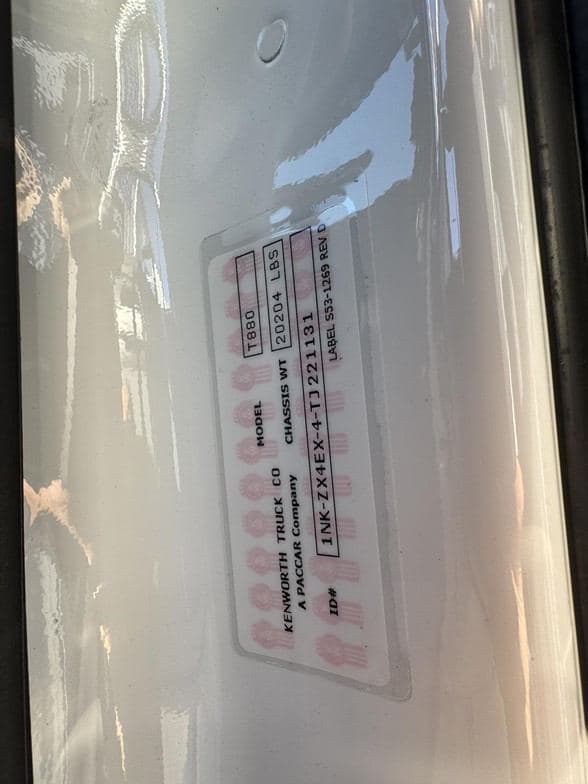 KENWORTH TRUCK CO MODEL T880
A PACCAR Company CHASSIS WT 20204 LBS
ID# 1NK-ZX4EX-4-TJ221131
LABEL S53-1269 REV D